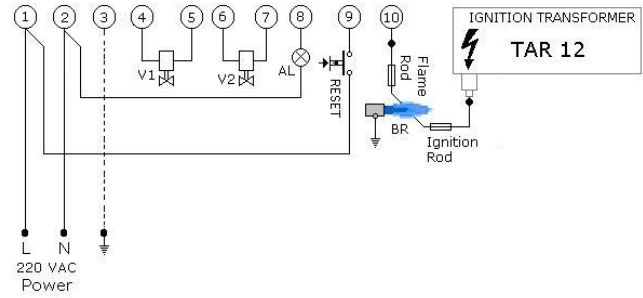 1 2 3 4 5 6 7 8 9 10
IGNITION TRANSFORMER
TAR 12
V1
V2
AL
RESET
Flame
Rod
BR
Ignition
Rod
L N
220 VAC
Power